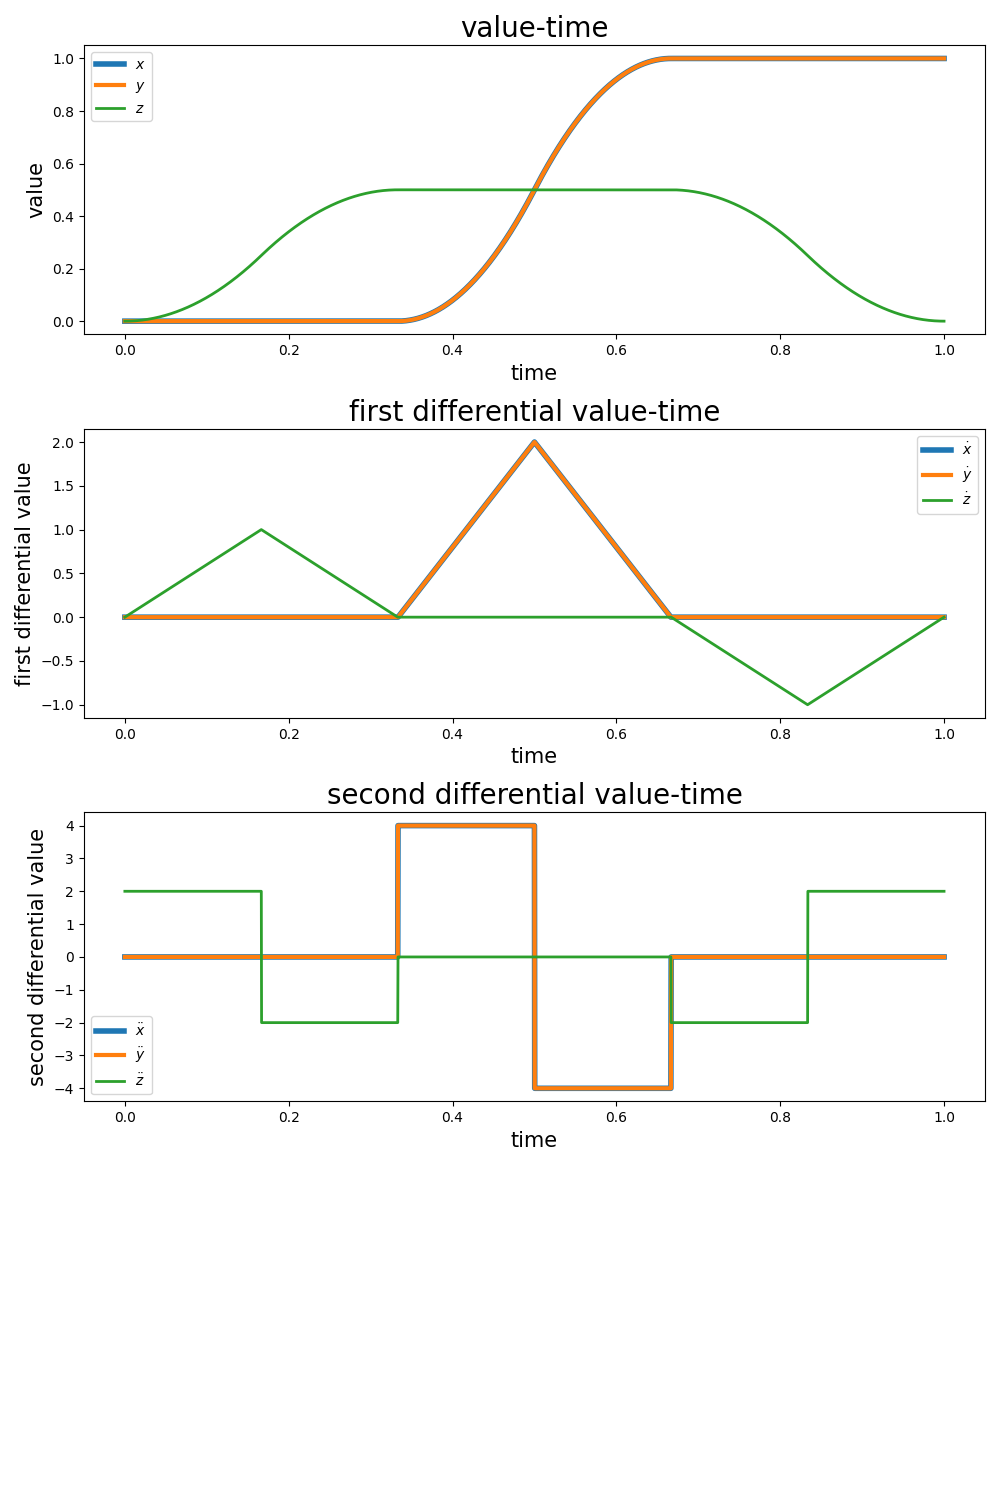 value-time
1.0
0.8
0.6
0.4
0.2
0.0
value
x
y
z
0.0 0.2 0.4 0.6 0.8 1.0
time
first differential value-time
2.0
1.5
1.0
0.5
0.0
−0.5
−1.0
first differential value
ẋ
ẏ
ż
0.0 0.2 0.4 0.6 0.8 1.0
time
second differential value-time
4
3
2
1
0
−1
−2
−3
−4
second differential value
ẍ
ÿ
z̈
0.0 0.2 0.4 0.6 0.8 1.0
time